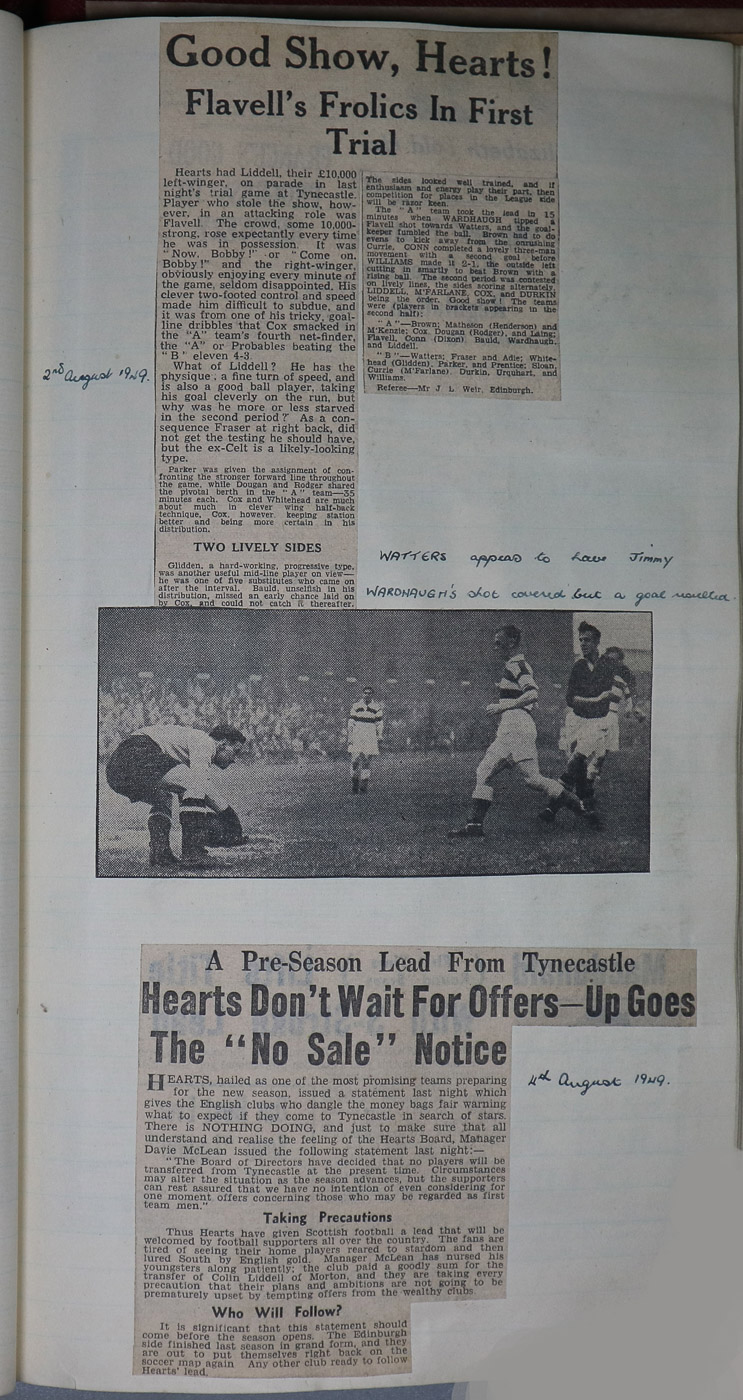 Good Show, Hearts!
Flavell's Frolics In First
Trial
Hearts had Liddell, their £10,000
left-winger, on parade in last
night's trial game at Tynecastle.
Player who stole the show, how-
ever, in an attacking role was
Flavell. The crowd, some 10,000-
strong, rose expectantly every time
he was in possession. It was
"Now, Bobby!" or "Come on,
Bobby!" and the right-winger,
obviously enjoying every minute of
the game, seldom disappointed. His
clever two-footed control and speed
made him difficult to subdue, and
it was from one of his tricky, goal-
line dribbles that Cox smacked in
the "A" team's fourth net-finder,
the "A" or Probables beating the
"B" eleven 4-3.
What of Liddell? He has the
physique, a fine turn of speed, and
is also a good ball player, taking
his goal cleverly on the run, but
why was he more or less starved
in the second period? As a con-
sequence Fraser at right back, did
not get the testing he should have,
but the ex-Celt is a likely-looking
type.
Parker was given the assignment of con-
fronting the stronger forward line throughout
the game, while Dougan and Rodger shared
the pivotal berth in the "A" team—35
minutes each. Cox and Whitehead are much
about much in clever wing half-back
technique, Cox, however, keeping station
better and being more certain in his
distribution.
TWO LIVELY SIDES
Glidden, a hard-working, progressive type,
was another useful mid-line player on view—
he was one of five substitutes who came on
after the interval. Bauld, unselfish in his
distribution, missed an early chance laid on
by Cox, and could not catch it thereafter.
The sides looked well trained, and if
enthusiasm and energy play their part, then
competition for places in the League side
will be razor keen.
The "A" team took the lead in 15
minutes when WARDHAUGH tipped a
Flavell shot towards Watters, and the goal-
keeper fumbled the ball. Brown had to do
evens to kick away from the onrushing
Currie. CONN completed a lovely three-man
movement with a second goal before
WILLIAMS made it 2-1, the outside left
cutting in smartly to beat Brown with a
rising ball. The second period was contested
on lively lines, the sides scoring alternately,
LIDDELL, M'FARLANE, COX, and DURKIN
being the order. Good show! The teams
were (players in brackets appearing in the
second half):
"A"—Brown; Matheson (Henderson) and
M'Kenzie; Cox, Dougan (Rodger), and Laing;
Flavell, Conn (Dixon), Bauld, Wardhaugh,
and Liddell.
"B"—Watters; Fraser and Adie; White-
head (Glidden), Parker, and Prentice; Sloan,
Currie (M'Farlane), Durkin, Urquhart, and
Williams.
Referee—Mr J. L. Weir, Edinburgh.
2nd August 1949.
WATTERS appears to have Jimmy
WARDHAUGH'S shot covered but a goal resulted.
A Pre-Season Lead From Tynecastle
Hearts Don't Wait For Offers—Up Goes
The "No Sale" Notice
4th August 1949.
HEARTS, hailed as one of the most promising teams preparing
for the new season, issued a statement last night which
gives the English clubs who dangle the money bags fair warning
what to expect if they come to Tynecastle in search of stars.
There is NOTHING DOING, and just to make sure that all
understand and realise the feeling of the Hearts Board, Manager
Davie McLean issued the following statement last night:—
"The Board of Directors have decided that no players will be
transferred from Tynecastle at the present time. Circumstances
may alter the situation as the season advances, but the supporters
can rest assured that we have no intention of even considering for
one moment offers concerning those who may be regarded as first
team men."
Taking Precautions
Thus Hearts have given Scottish football a lead that will be
welcomed by football supporters all over the country. The fans are
tired of seeing their home players reared to stardom and then
lured South by English gold. Manager McLean has nursed his
youngsters along patiently; the club paid a goodly sum for the
transfer of Colin Liddell of Morton, and they are taking every
precaution that their plans and ambitions are not going to be
prematurely upset by tempting offers from the wealthy clubs.
Who Will Follow?
It is significant that this statement should
come before the season opens. The Edinburgh
side finished last season in grand form, and they
are out to put themselves right back on the
soccer map again. Any other club ready to follow
Hearts' lead.